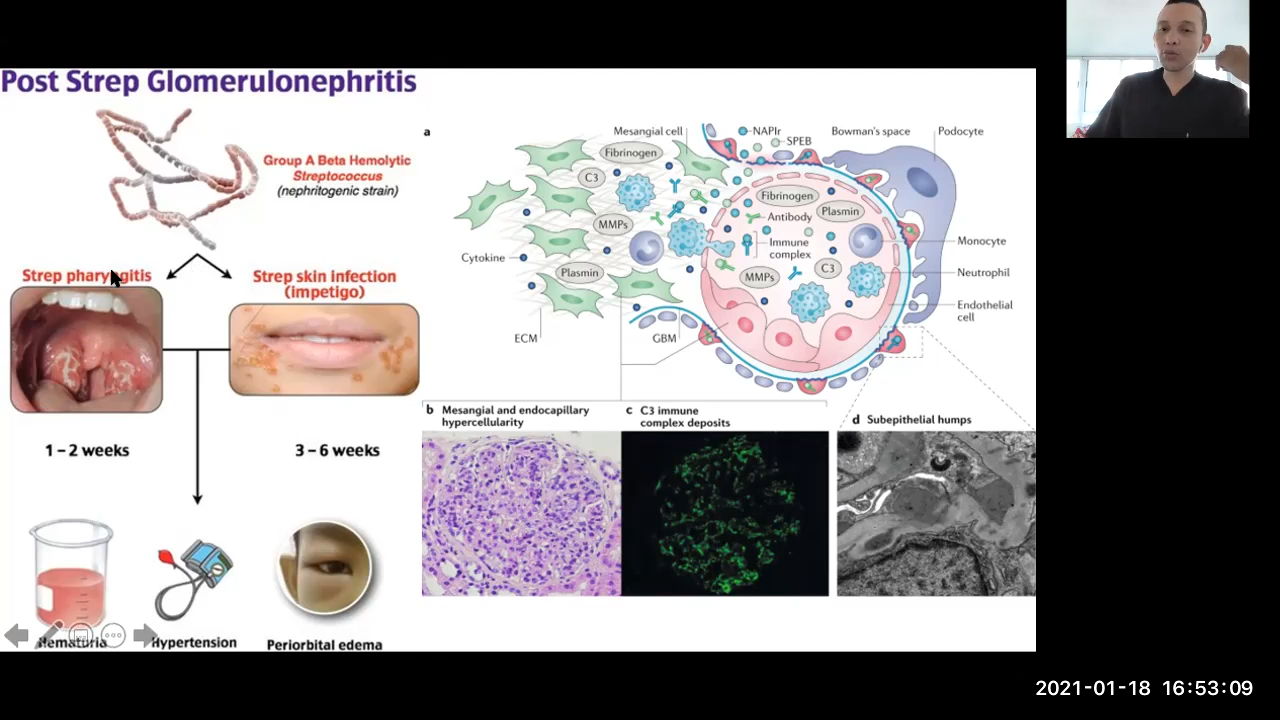 Post Strep Glomerulonephritis
Group A Beta Hemolytic
Streptococcus
(nephritogenic strain)
Strep pharyngitis
Strep skin infection
(impetigo)
1 – 2 weeks
3 – 6 weeks
Hematuria
Hypertension
Periorbital edema
a
Mesangial cell
NAPlr
SPEB
Bowman's space
Podocyte
Fibrinogen
C3
MMPs
Cytokine
Plasmin
ECM
GBM
Fibrinogen
Plasmin
Antibody
Immune
complex
MMPs
C3
Monocyte
Neutrophil
Endothelial
cell
b Mesangial and endocapillary
hypercellularity
c C3 immune
complex deposits
d Subepithelial humps
2021-01-18 16:53:09